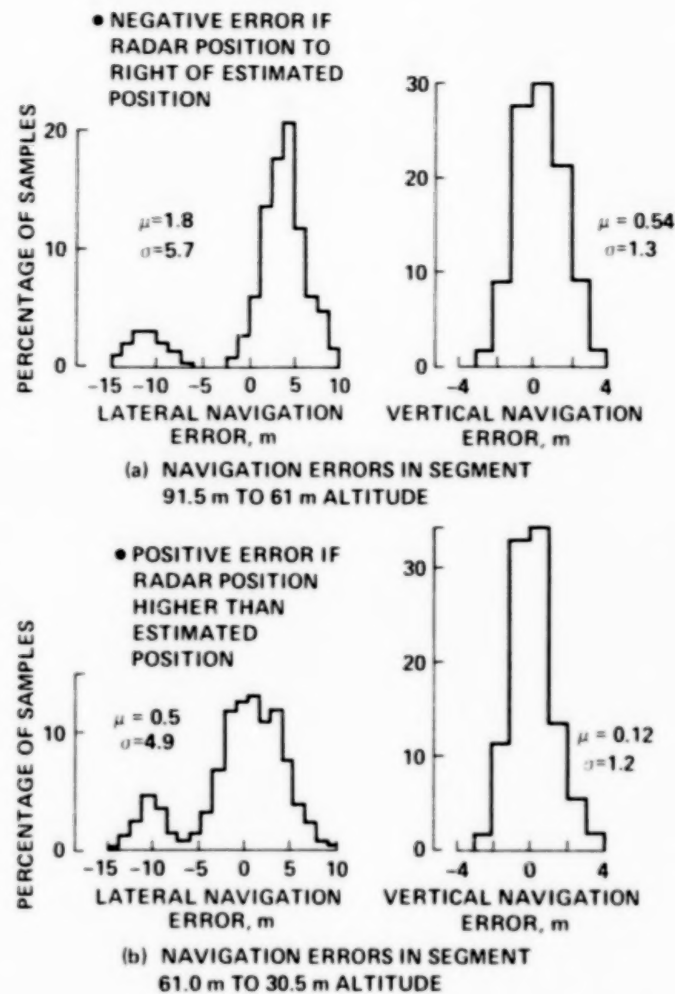 ● NEGATIVE ERROR IF
RADAR POSITION TO
RIGHT OF ESTIMATED
POSITION
PERCENTAGE OF SAMPLES
20
10
0
μ=1.8
σ=5.7
-15 -10 -5 0 5 10
LATERAL NAVIGATION
ERROR, m
30
20
10
0
μ = 0.54
σ=1.3
-4 0 4
VERTICAL NAVIGATION
ERROR, m
(a) NAVIGATION ERRORS IN SEGMENT
91.5 m TO 61 m ALTITUDE
● POSITIVE ERROR IF
RADAR POSITION
HIGHER THAN
ESTIMATED
POSITION
PERCENTAGE OF SAMPLES
10
0
μ = 0.5
σ=4.9
-15 -10 -5 0 5 10
LATERAL NAVIGATION
ERROR, m
30
20
10
0
μ = 0.12
σ=1.2
-4 0 4
VERTICAL NAVIGATION
ERROR, m
(b) NAVIGATION ERRORS IN SEGMENT
61.0 m TO 30.5 m ALTITUDE